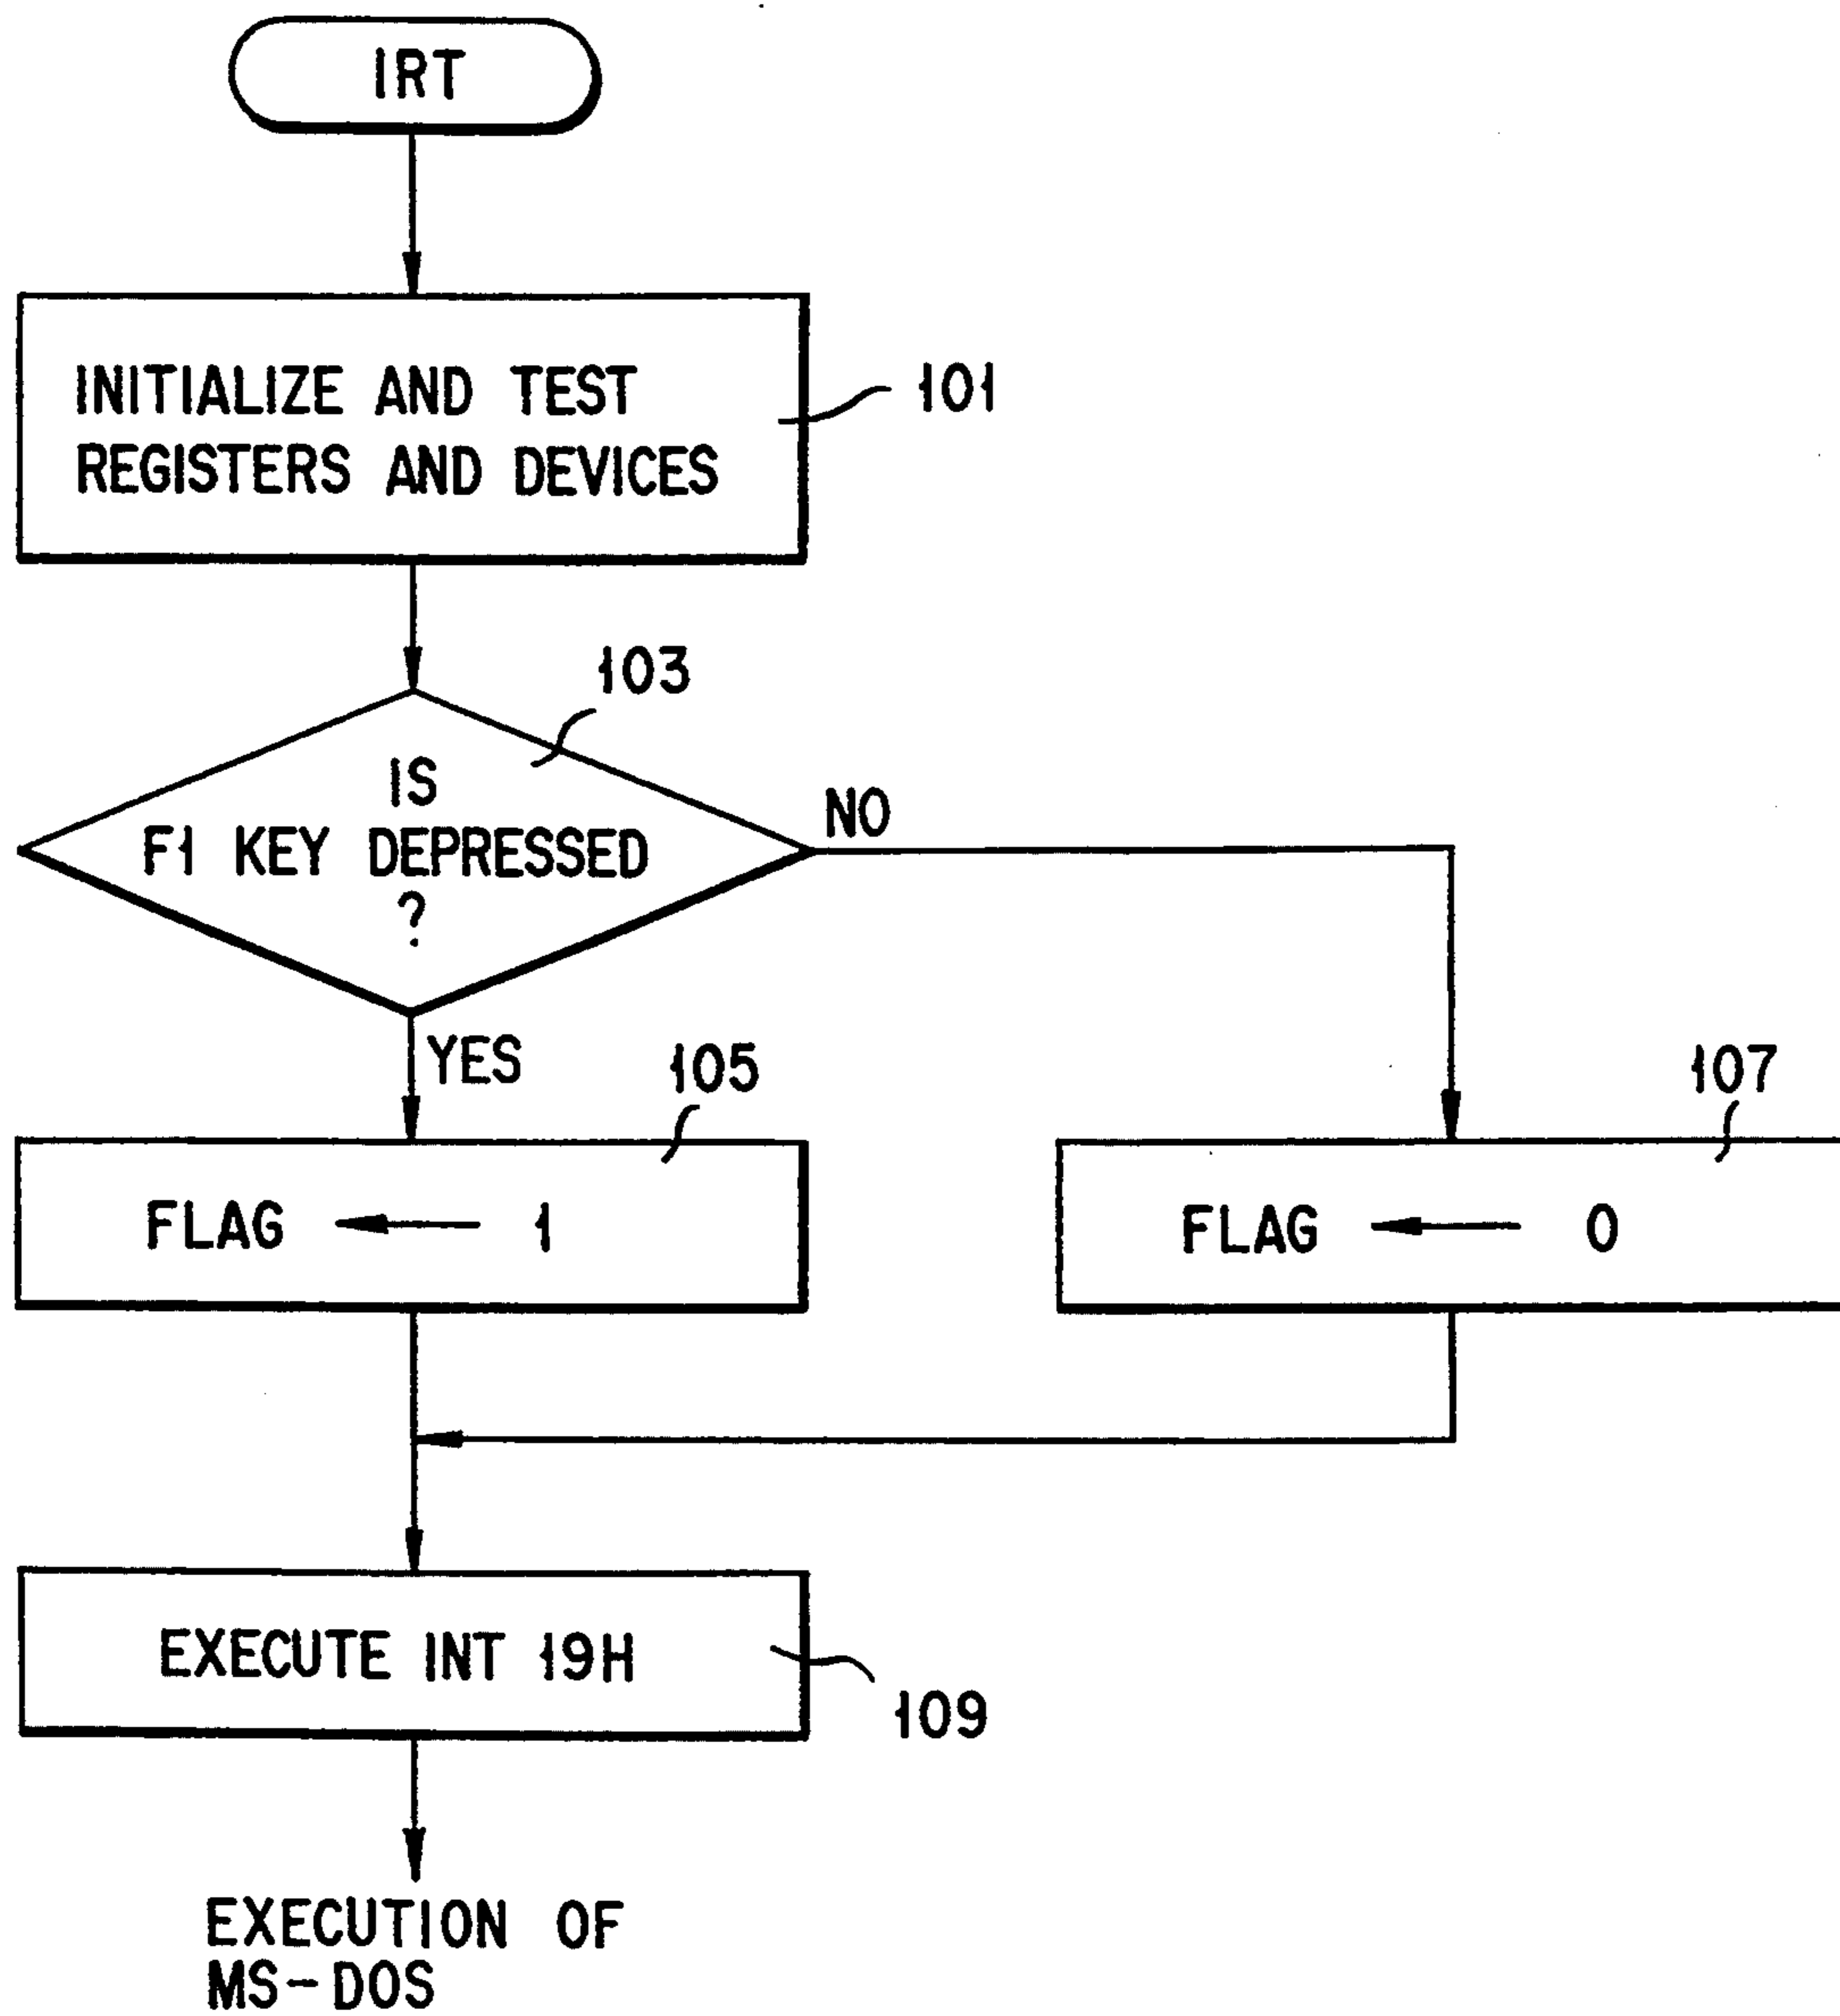 IRT
INITIALIZE AND TEST
REGISTERS AND DEVICES
101
103
IS
F1 KEY DEPRESSED
?
NO
YES
105
107
FLAG ← 1
FLAG ← 0
EXECUTE INT 19H
109
EXECUTION OF
MS-DOS